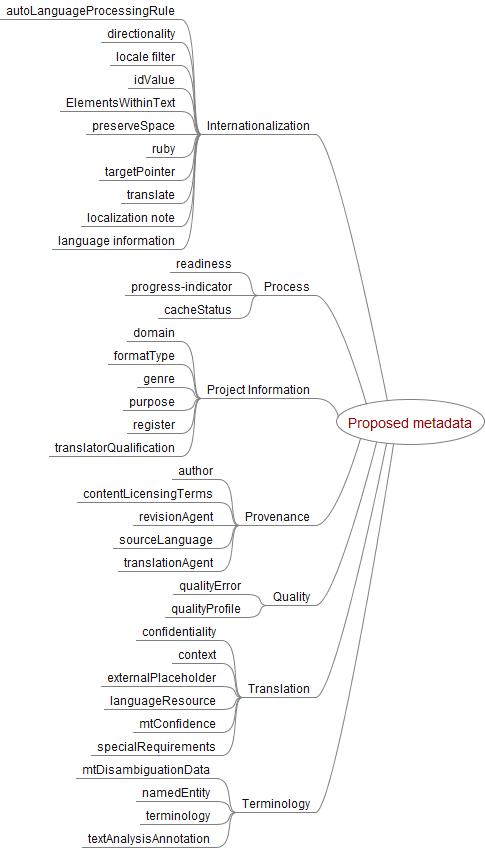 autoLanguageProcessingRule
directionality
locale filter
idValue
ElementsWithinText
preserveSpace
Internationalization
ruby
targetPointer
translate
localization note
language information
readiness
progress-indicator
Process
cacheStatus
domain
formatType
genre
Project Information
purpose
register
translatorQualification
Proposed metadata
author
contentLicensingTerms
revisionAgent
Provenance
sourceLanguage
translationAgent
qualityError
Quality
qualityProfile
confidentiality
context
externalPlaceholder
Translation
languageResource
mtConfidence
specialRequirements
mtDisambiguationData
namedEntity
Terminology
terminology
textAnalysisAnnotation